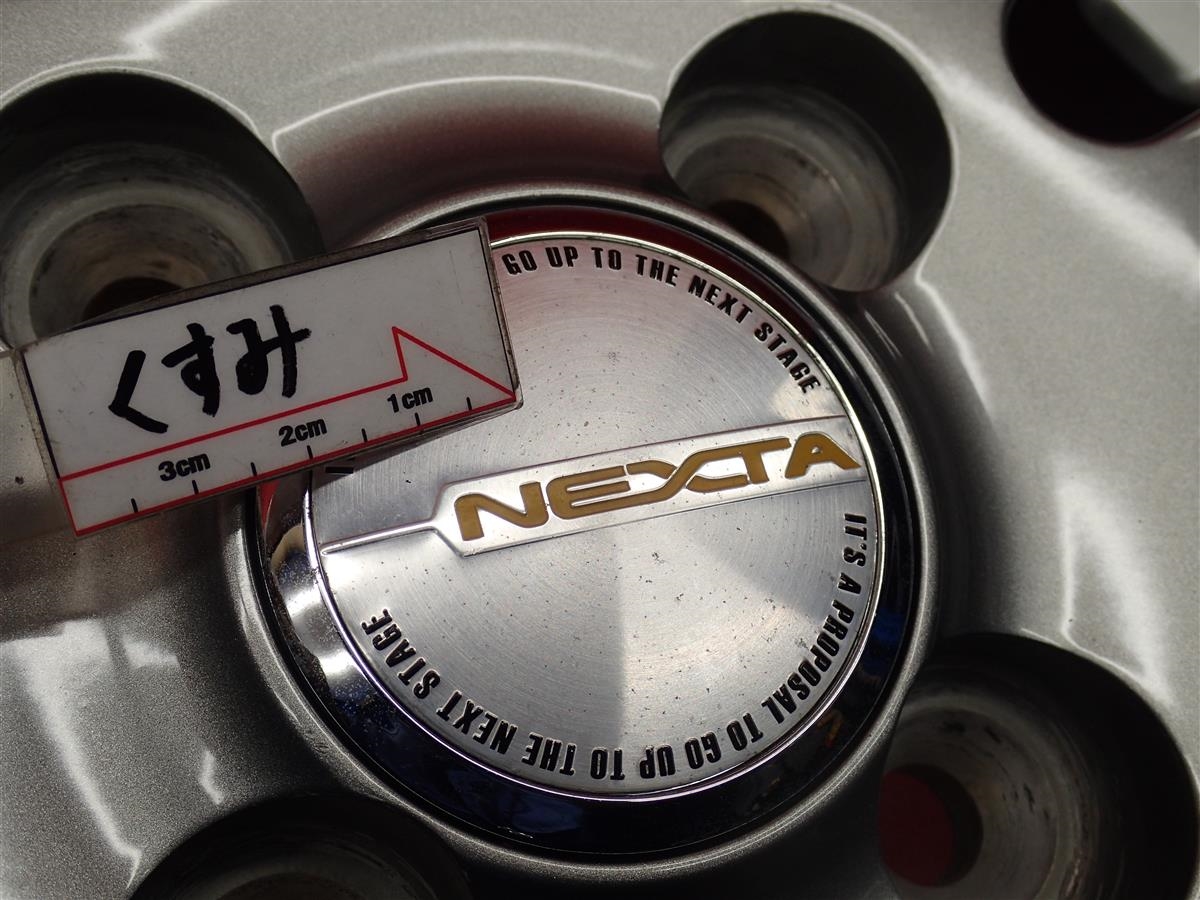 くすみ
3cm 2cm 1cm
GO UP TO THE NEXT STAGE
NEXTA
IT'S A PROPOSAL TO GO UP TO THE NEXT STAGE